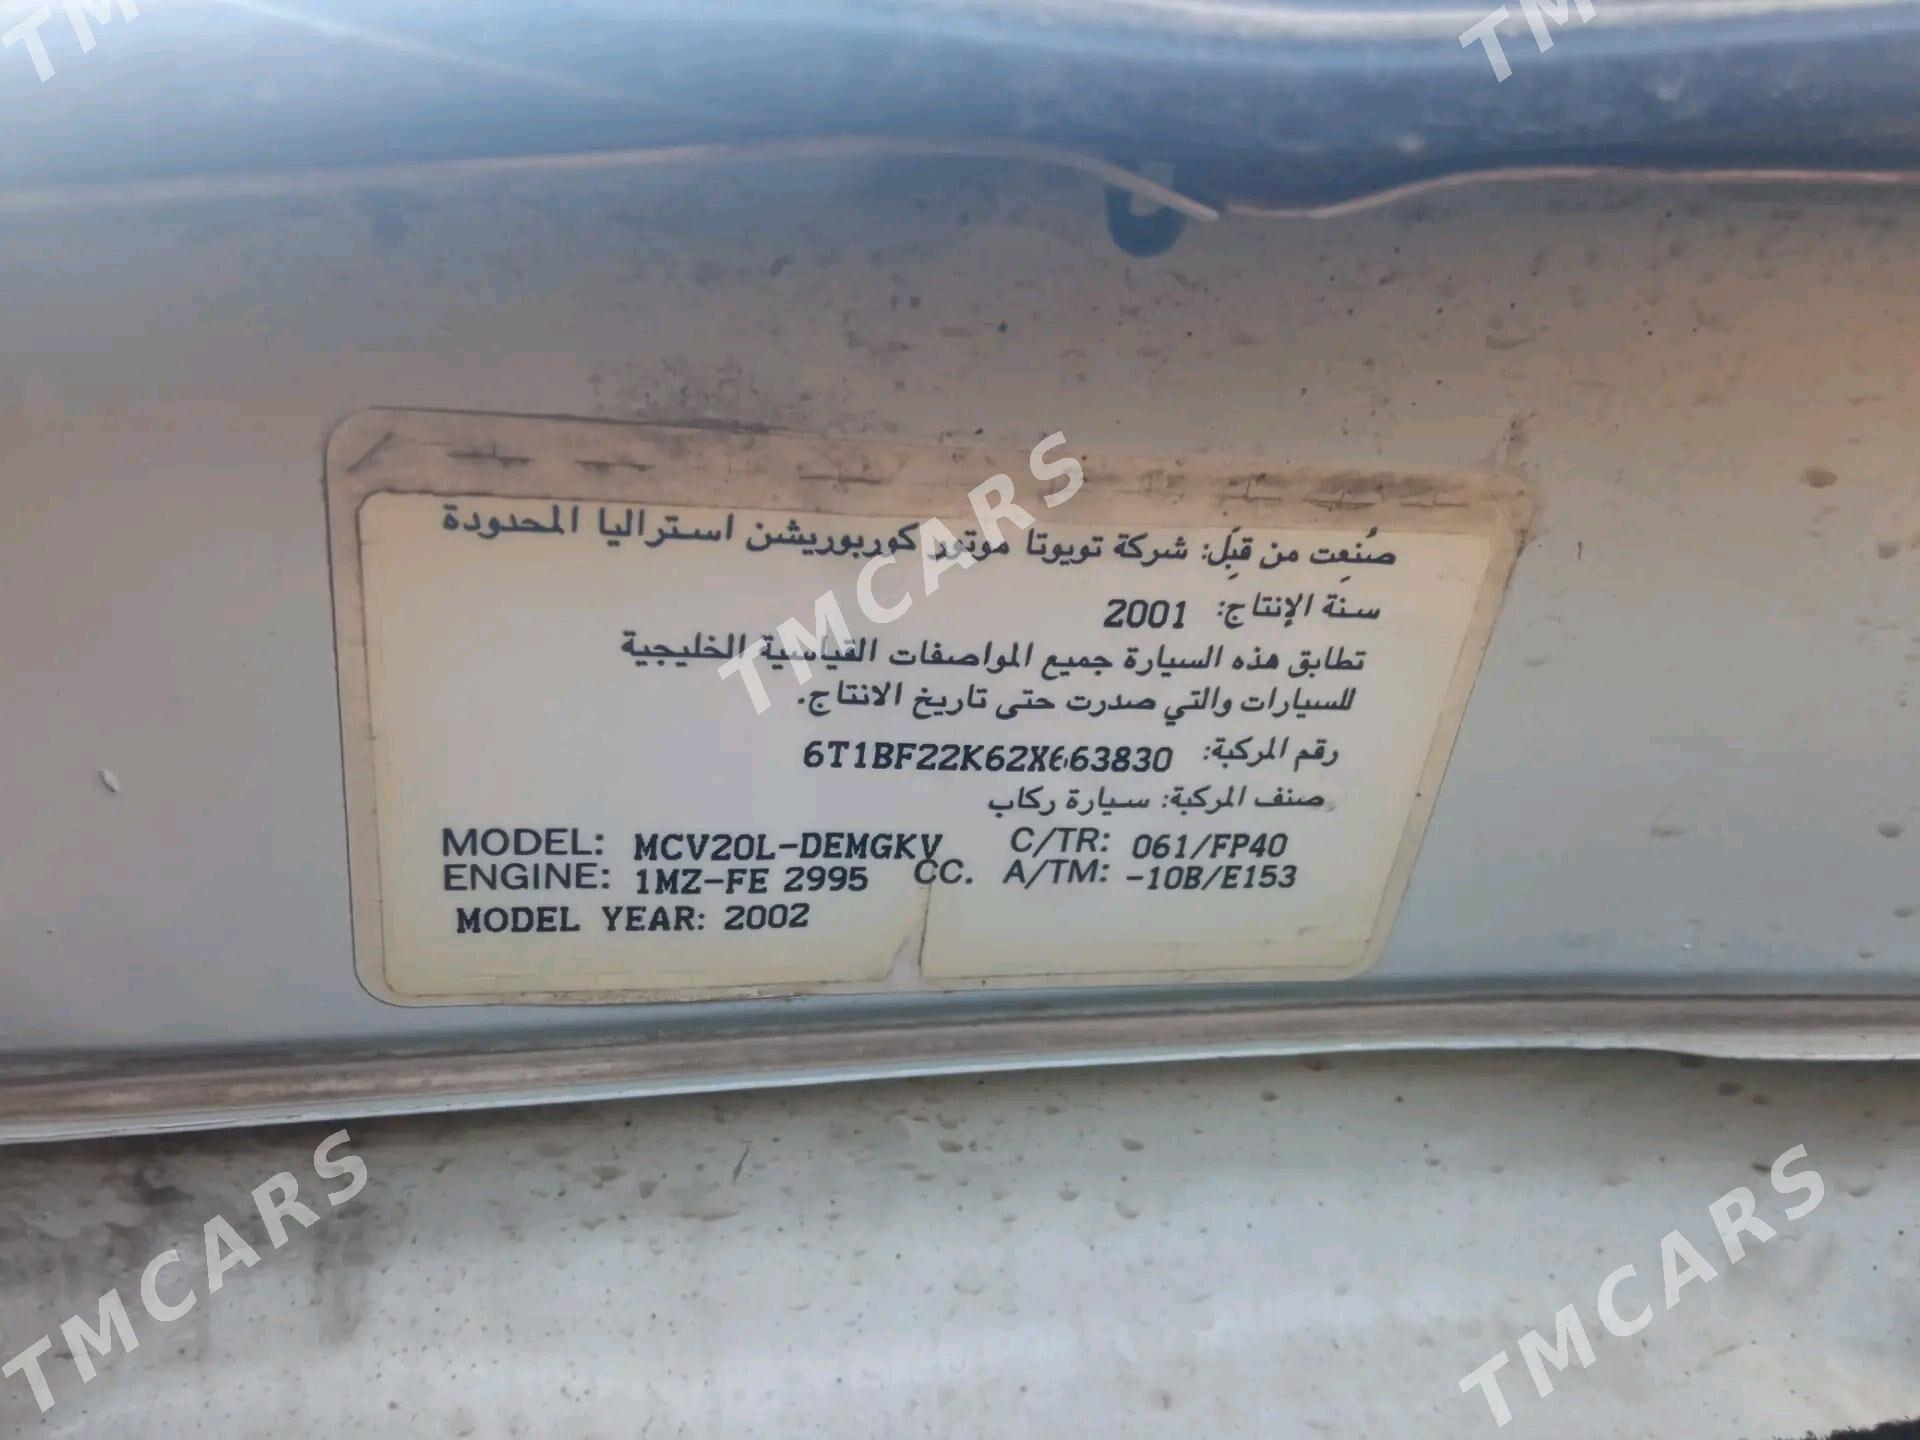 صُنعِت من قبَلِ: شركة تويوتا موتور كوربوريشن استراليا المحدودة
سنة الإنتاج: 2001
تطابق هذه السيارة جميع المواصفات القياسية الخليجية
للسيارات والتي صدرت حتى تاريخ الانتاج.
رقم المركبة: 6T1BF22K62X663830
صنف المركبة: سيارة ركاب
MODEL: MCV20L-DEMGKV C/TR: 061/FP40
ENGINE: 1MZ-FE 2995 CC. A/TM: -10B/E153
MODEL YEAR: 2002
TMCARS
TMCARS
TMCARS